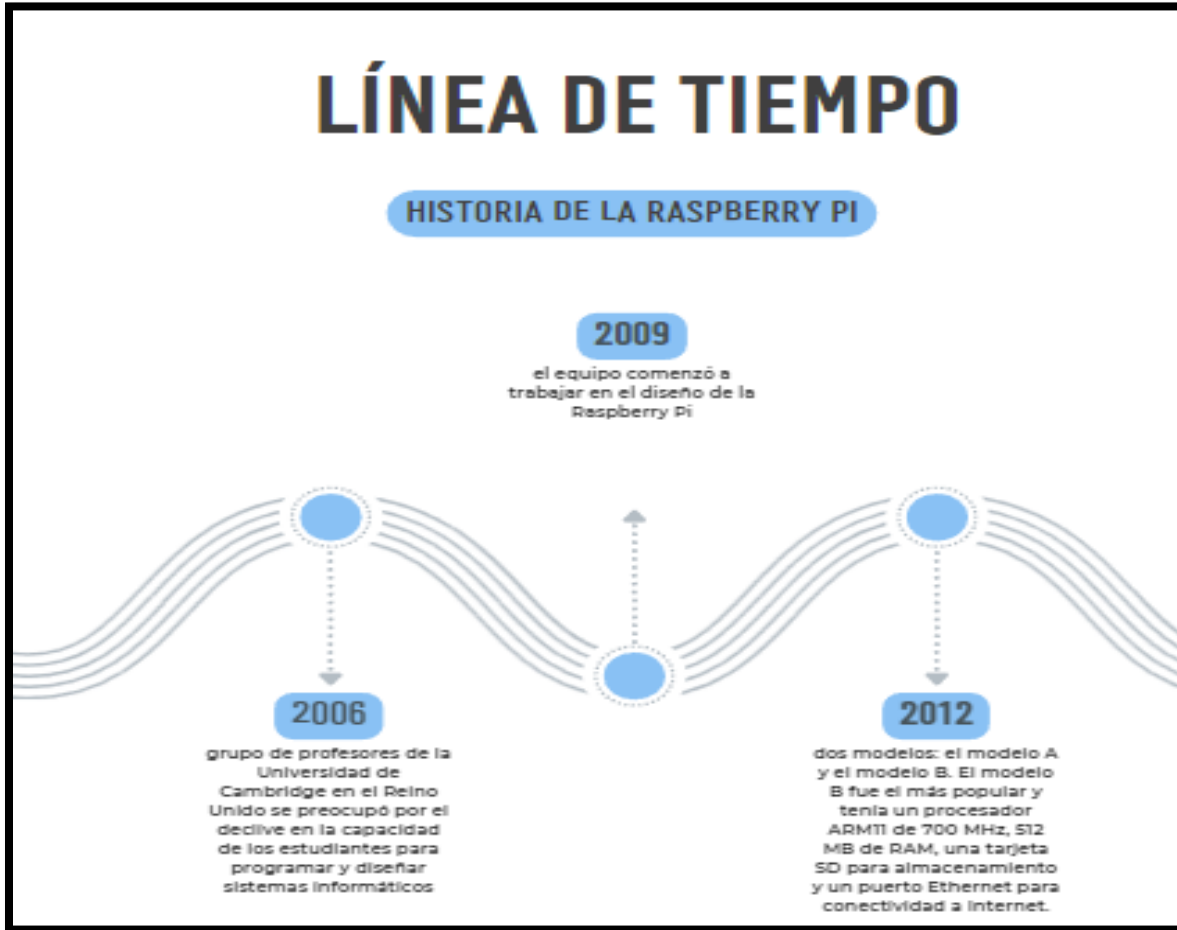 LÍNEA DE TIEMPO
HISTORIA DE LA RASPBERRY PI
2006
grupo de profesores de la
Universidad de
Cambridge en el Reino
Unido se preocupó por el
declive en la capacidad
de los estudiantes para
programar y diseñar
sistemas informáticos
2009
el equipo comenzó a
trabajar en el diseño de la
Raspberry Pi
2012
dos modelos: el modelo A
y el modelo B. El modelo
B fue el más popular y
tenía un procesador
ARM11 de 700 MHz, 512
MB de RAM, una tarjeta
SD para almacenamiento
y un puerto Ethernet para
conectividad a Internet.